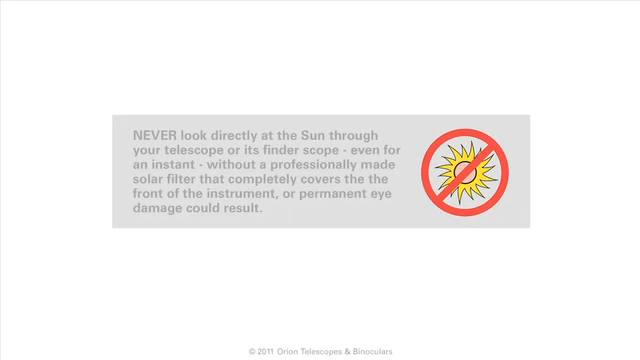 NEVER look directly at the Sun through
your telescope or its finder scope - even for
an instant - without a professionally made
solar filter that completely covers the the
front of the instrument, or permanent eye
damage could result.
© 2011 Orion Telescopes & Binoculars